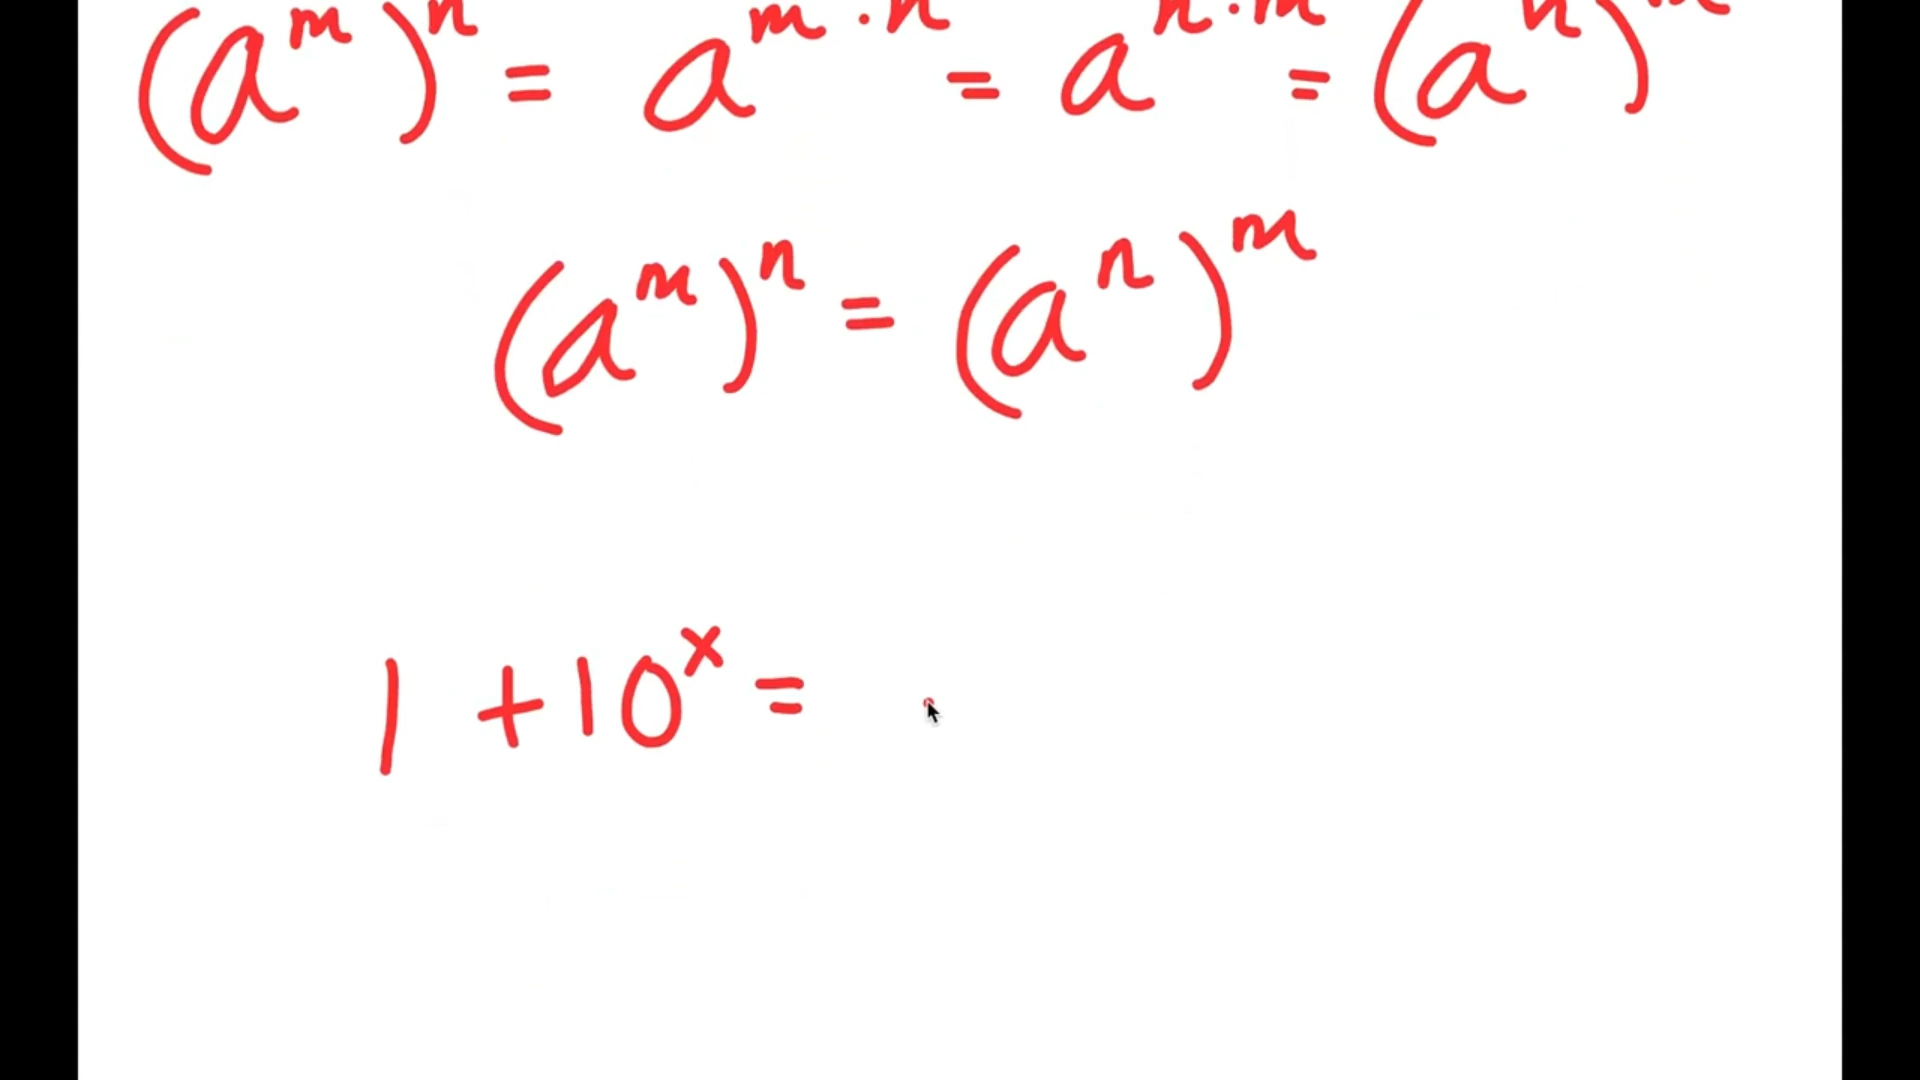 (a^m)^n = a^{m·n} = a^{n·m} = (a^n)^m
(a^m)^n = (a^n)^m
1 + 10^x =